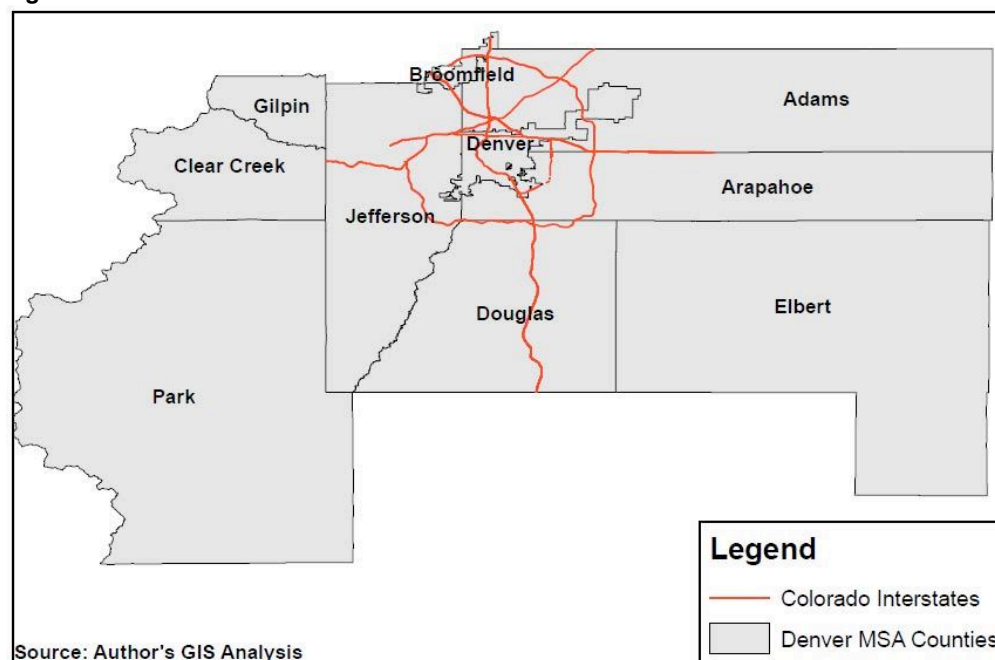 Broomfield
Gilpin
Adams
Denver
Clear Creek
Arapahoe
Jefferson
Elbert
Douglas
Park
Legend
Colorado Interstates
Denver MSA Counties
Source: Author's GIS Analysis